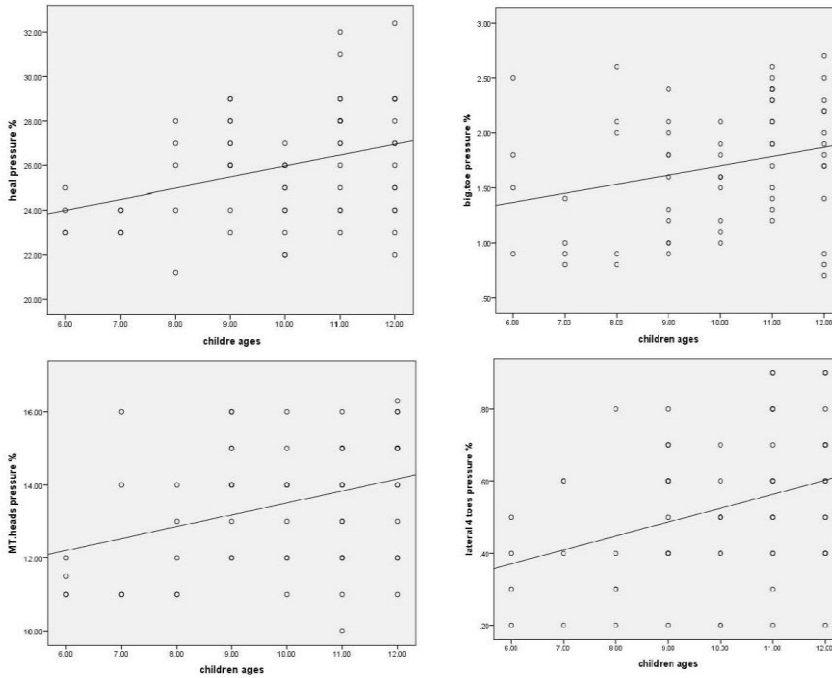 heal pressure %
32.00
30.00
28.00
26.00
24.00
22.00
20.00
6.00 7.00 8.00 9.00 10.00 11.00 12.00
childre ages
big.toe pressure %
3.00
2.50
2.00
1.50
1.00
.50
6.00 7.00 8.00 9.00 10.00 11.00 12.00
children ages
MT.heads pressure %
16.00
14.00
12.00
10.00
6.00 7.00 8.00 9.00 10.00 11.00 12.00
children ages
lateral 4 toes pressure %
.80
.60
.40
.20
6.00 7.00 8.00 9.00 10.00 11.00 12.00
children ages